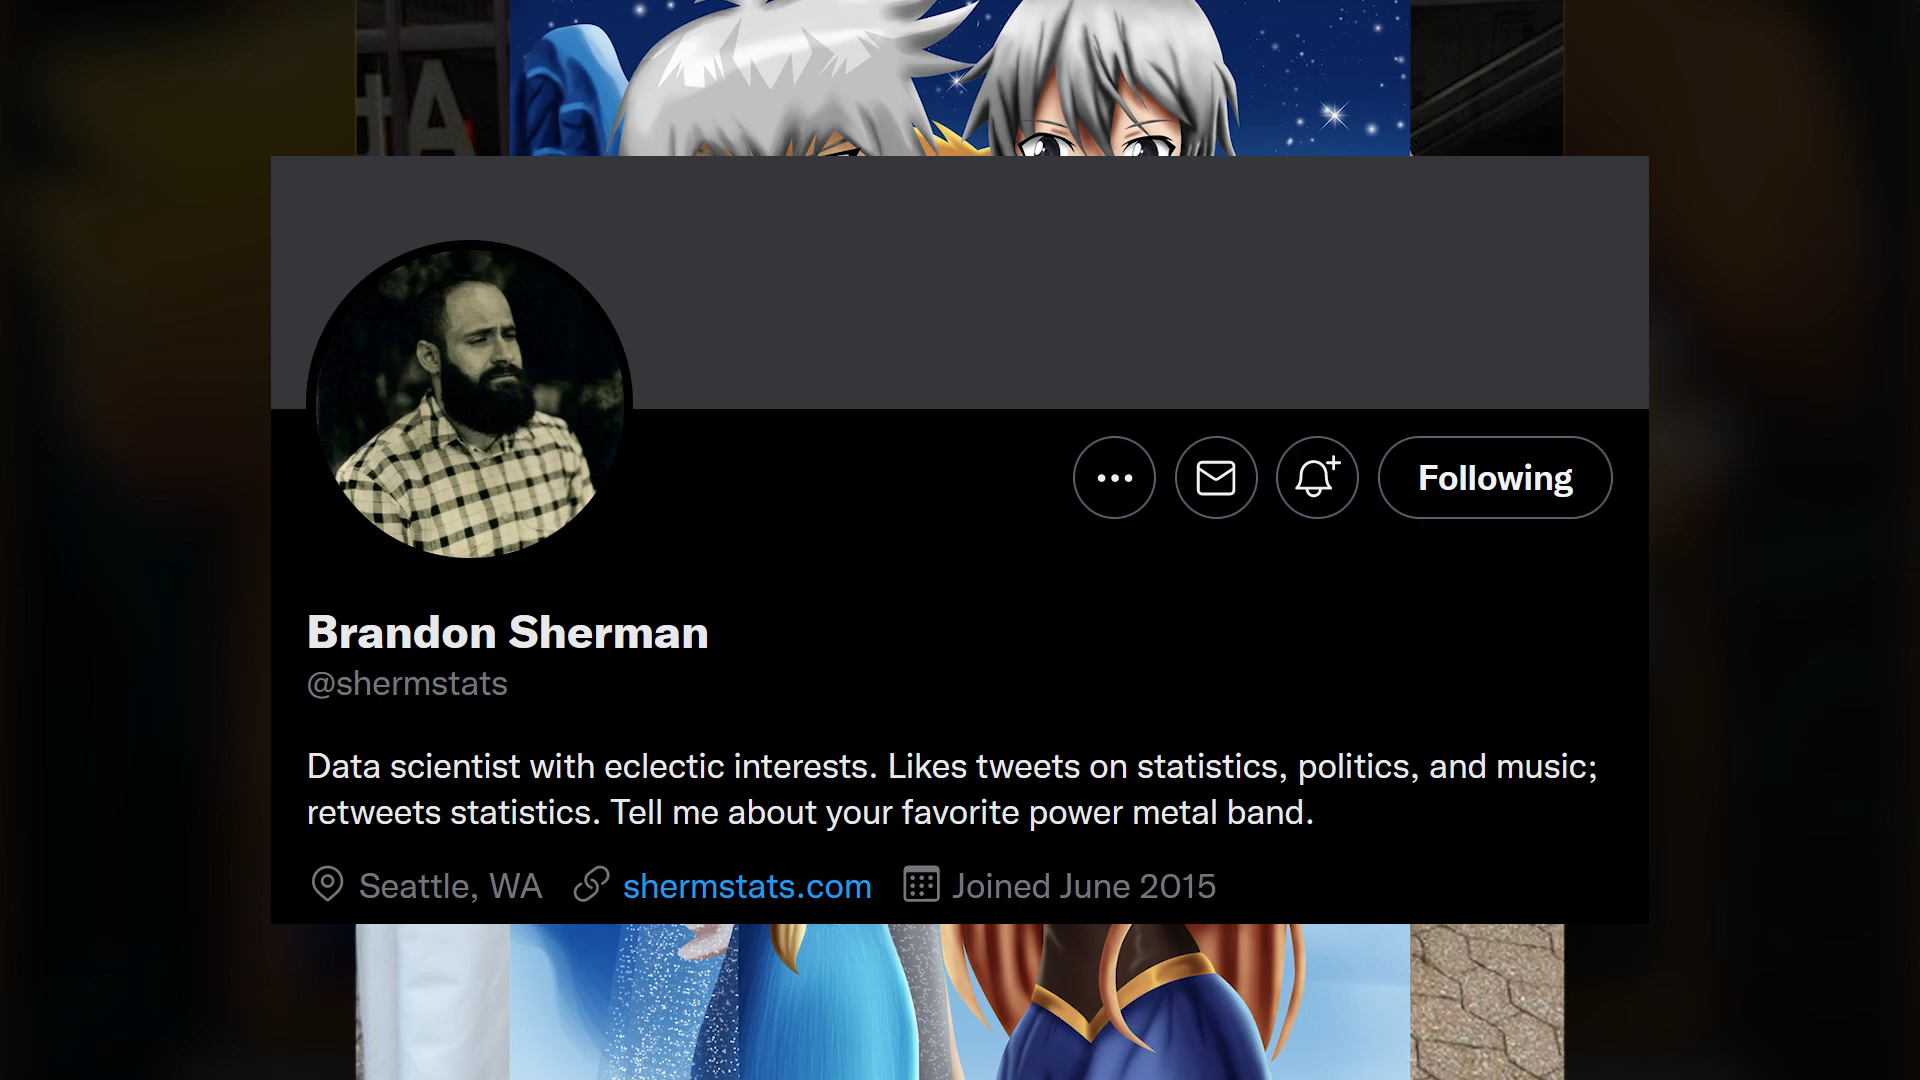 Following
Brandon Sherman
@shermstats
Data scientist with eclectic interests. Likes tweets on statistics, politics, and music;
retweets statistics. Tell me about your favorite power metal band.
Seattle, WA shermstats.com Joined June 2015